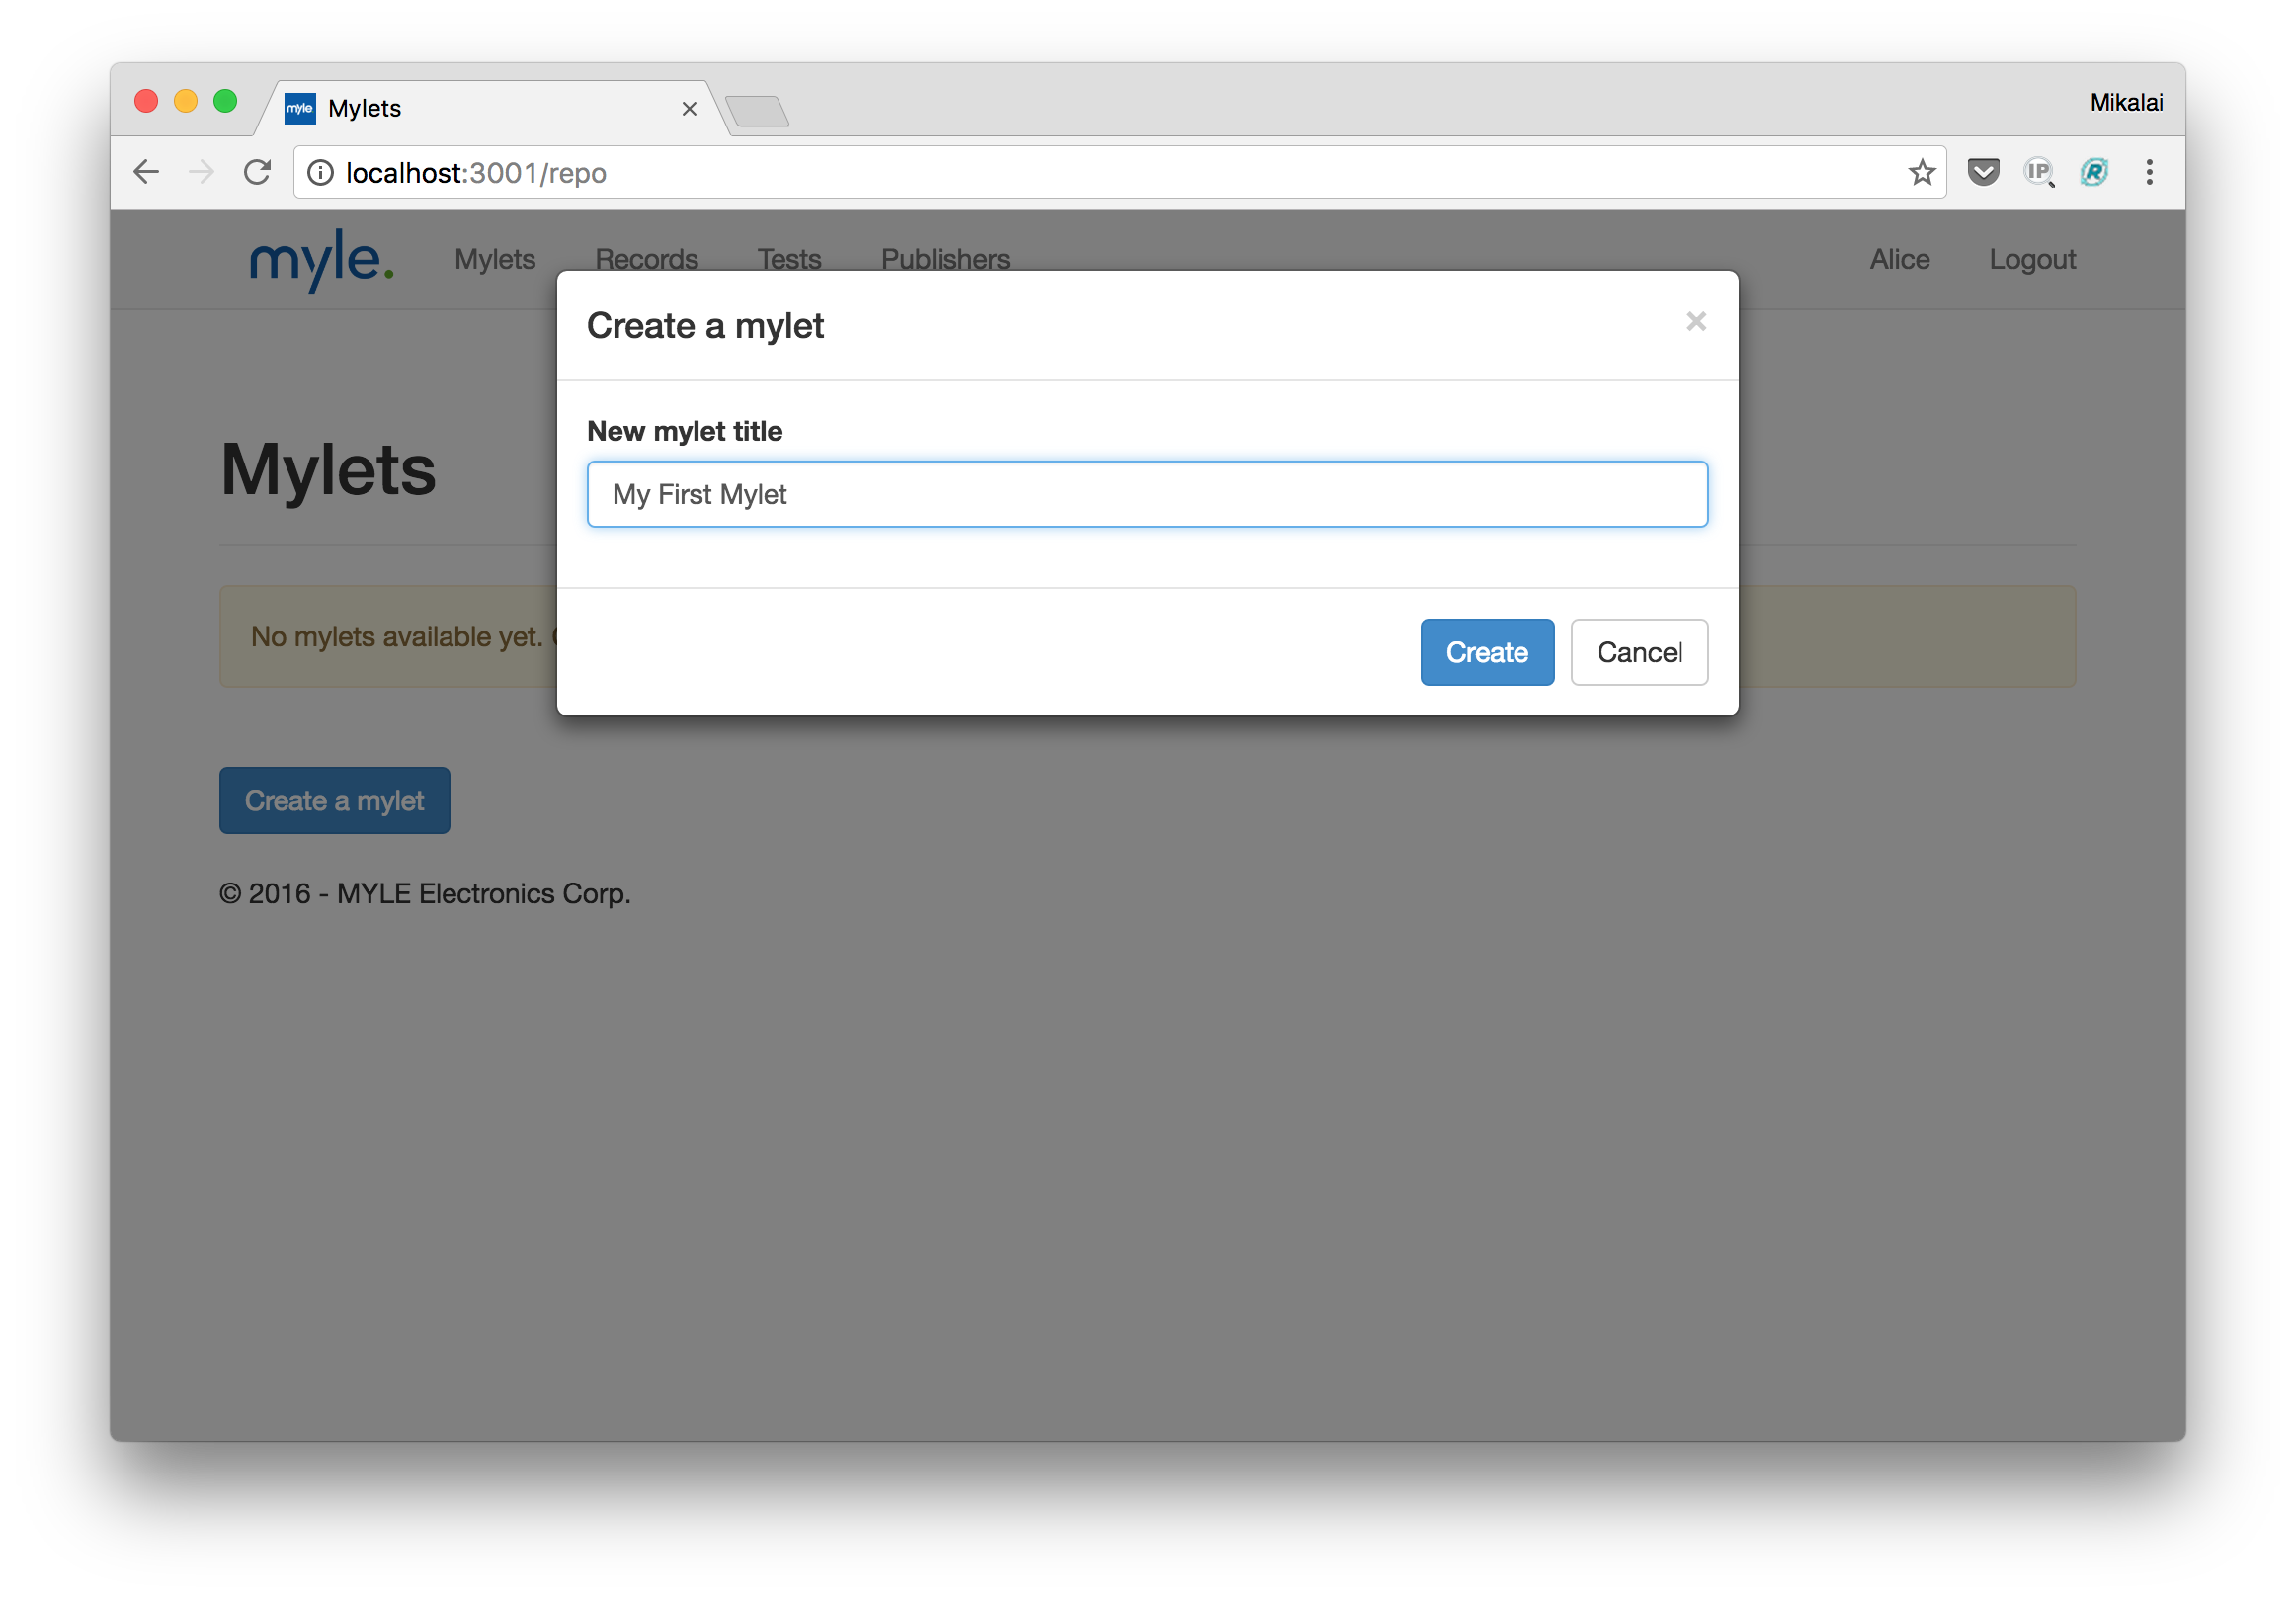 myle Mylets
Mikalai
localhost:3001/repo
IP R
myle. Mylets Records Tests Publishers Alice Logout
Create a mylet ×
New mylet title
My First Mylet
Create Cancel
Mylets
No mylets available yet.
Create a mylet
© 2016 - MYLE Electronics Corp.